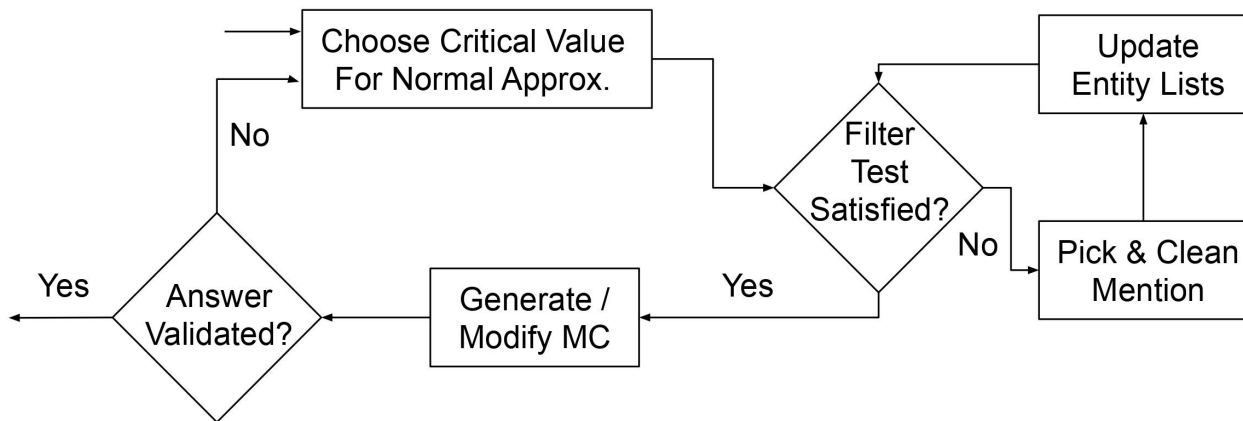 Choose Critical Value
For Normal Approx.
Update
Entity Lists
No
Filter
Test
Satisfied?
No
Pick & Clean
Mention
Yes
Answer
Validated?
Generate /
Modify MC
Yes